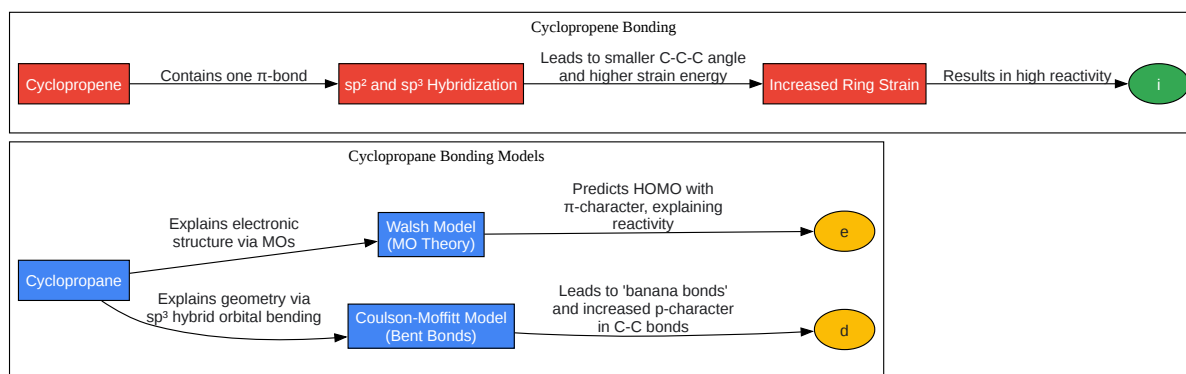 Cyclopropene Bonding
Cyclopropene
Contains one π-bond
sp² and sp³ Hybridization
Leads to smaller C-C-C angle
and higher strain energy
Increased Ring Strain
Results in high reactivity
i
Cyclopropane Bonding Models
Cyclopropane
Explains electronic
structure via MOs
Walsh Model
(MO Theory)
Predicts HOMO with
π-character, explaining
reactivity
e
Explains geometry via
sp³ hybrid orbital bending
Coulson-Moffitt Model
(Bent Bonds)
Leads to 'banana bonds'
and increased p-character
in C-C bonds
d